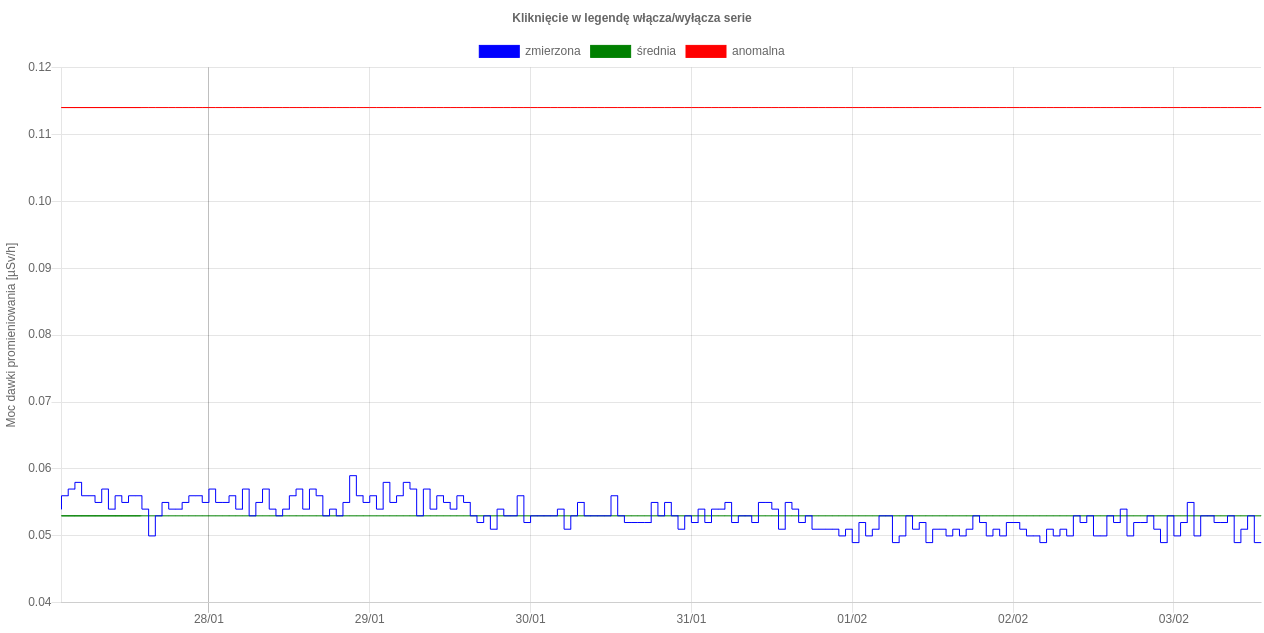 Kliknięcie w legendę włącza/wyłącza serie
zmierzona średnia anomalna
Moc dawki promieniowania [µSv/h]
0.12
0.11
0.10
0.09
0.08
0.07
0.06
0.05
0.04
28/01 29/01 30/01 31/01 01/02 02/02 03/02